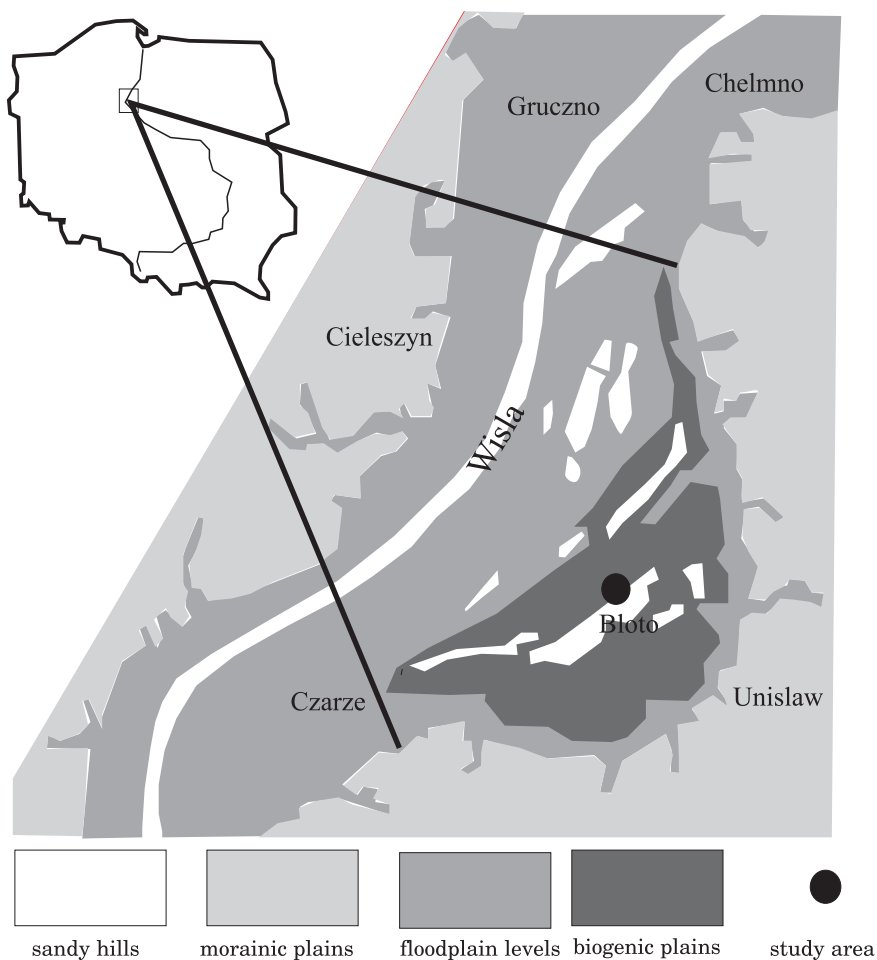 Chelmno
Gruczno
Cieleszyn
Wisla
Bloto
Czarze
Unislaw
sandy hills
morainic plains
floodplain levels
biogenic plains
study area